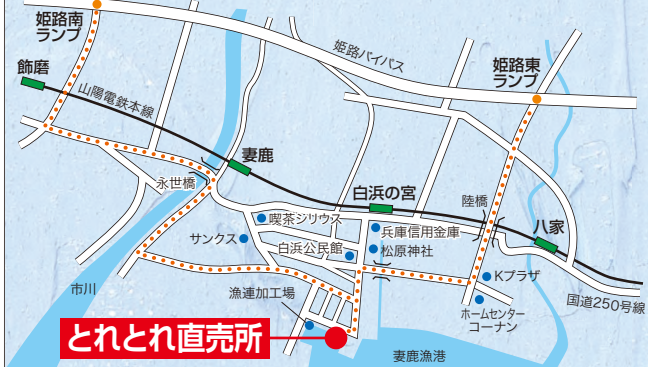 姫路南
ランプ
姫路バイパス
姫路東
ランプ
飾磨
山陽電鉄本線
妻鹿
永世橋
白浜の宮
陸橋
八家
喫茶ジリウス
兵庫信用金庫
サンクス
白浜公民館
松原神社
Kプラザ
市川
漁連加工場
国道250号線
ホームセンター
コーナン
とれとれ直売所
妻鹿漁港